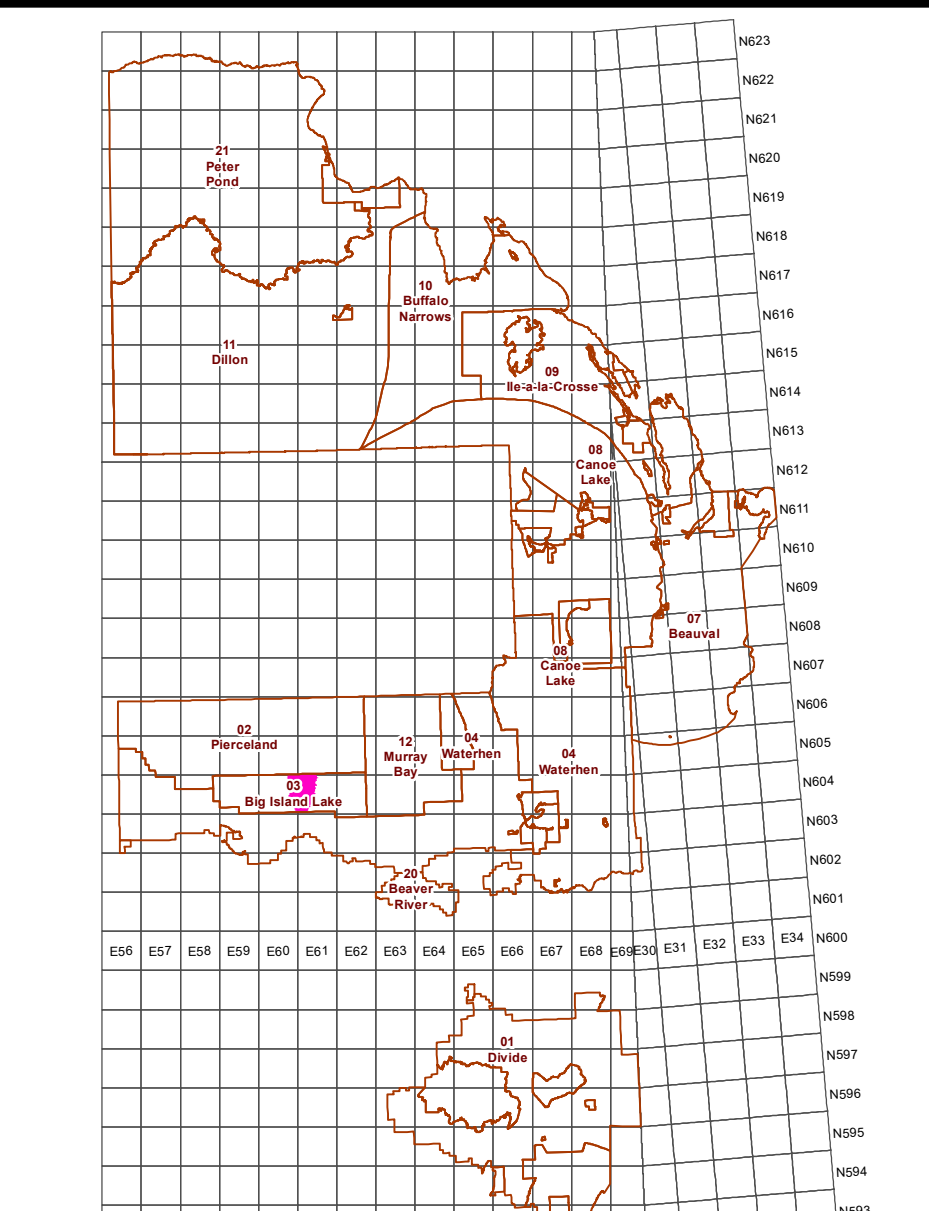 N623
N622
N621
21
Peter
Pond
N620
N619
N618
N617
10
Buffalo
Narrows
N616
11
Dillon
N615
09
Ile-a-la-Crosse
N614
N613
08
Canoe
Lake
N612
N611
N610
N609
07
Beauval
N608
08
Canoe
Lake
N607
N606
02
Pierceland
12
Murray
Bay
04
Waterhen
04
Waterhen
N605
N604
03
Big Island Lake
N603
N602
20
Beaver
River
N601
N600
E56 E57 E58 E59 E60 E61 E62 E63 E64 E65 E66 E67 E68 E69 E30 E31 E32 E33 E34
N599
N598
01
Divide
N597
N596
N595
N594
N593